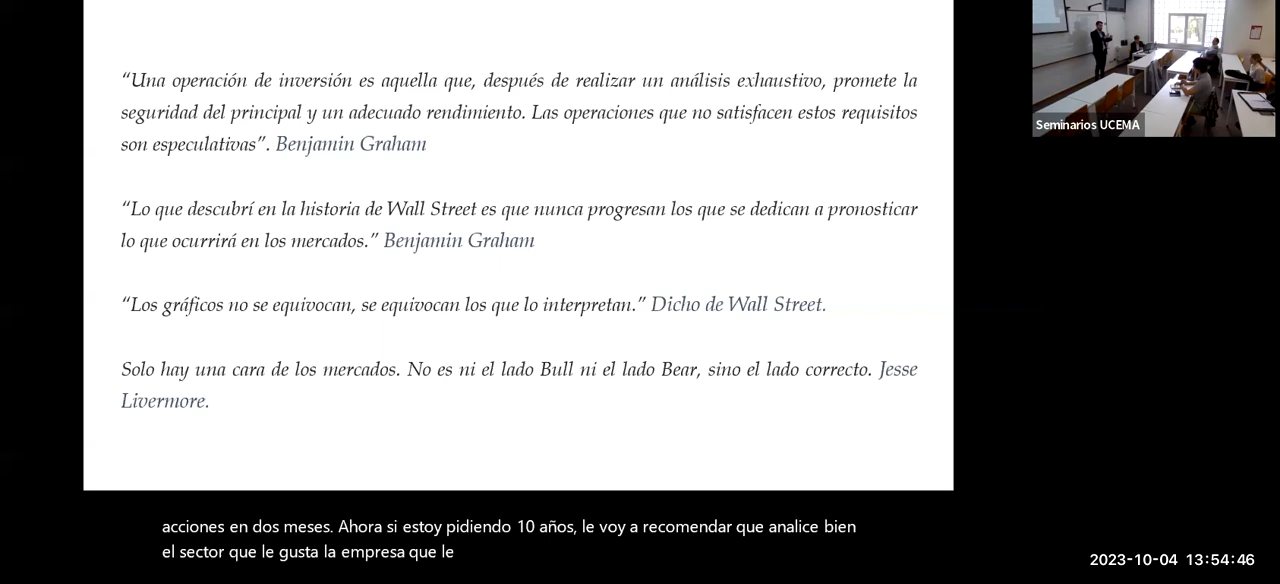 “Una operación de inversión es aquella que, después de realizar un análisis exhaustivo, promete la
seguridad del principal y un adecuado rendimiento. Las operaciones que no satisfacen estos requisitos
son especulativas”. Benjamin Graham
“Lo que descubrí en la historia de Wall Street es que nunca progresan los que se dedican a pronosticar
lo que ocurrirá en los mercados.” Benjamin Graham
“Los gráficos no se equivocan, se equivocan los que lo interpretan.” Dicho de Wall Street.
Solo hay una cara de los mercados. No es ni el lado Bull ni el lado Bear, sino el lado correcto. Jesse
Livermore.
Seminarios UCEMA
acciones en dos meses. Ahora si estoy pidiendo 10 años, le voy a recomendar que analice bien
el sector que le gusta la empresa que le
2023-10-04 13:54:46